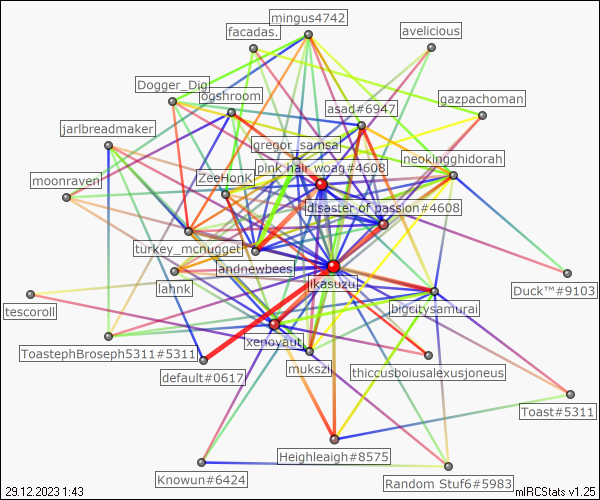 mingus4742
facadas.
avelicious
Dogger_Dig
ogshroom
gazpachoman
asad#6947
jarlbreadmaker
gregor_samsa
neokingghidorah
pink hair woag#4608
moonraven
ZeeHonK
disaster of passion#4608
turkey_mcnugget
andnewbees
lahnk
jikasuzu
Duck™#9103
tescoroll
bigcitysamurai
xenoyaut
ToastephBroseph5311#5311
mukszi
thiccusboiusalexusjoneus
default#0617
Toast#5311
Heighleaigh#8575
Knowun#6424
Random Stuf6#5983
29.12.2023 1:43
mIRCStats v1.25